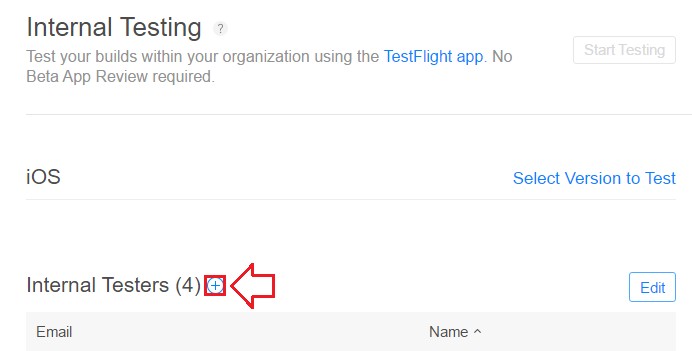 Internal Testing ?
Test your builds within your organization using the TestFlight app. No
Beta App Review required.
Start Testing
iOS
Select Version to Test
Internal Testers (4) +
Edit
Email
Name